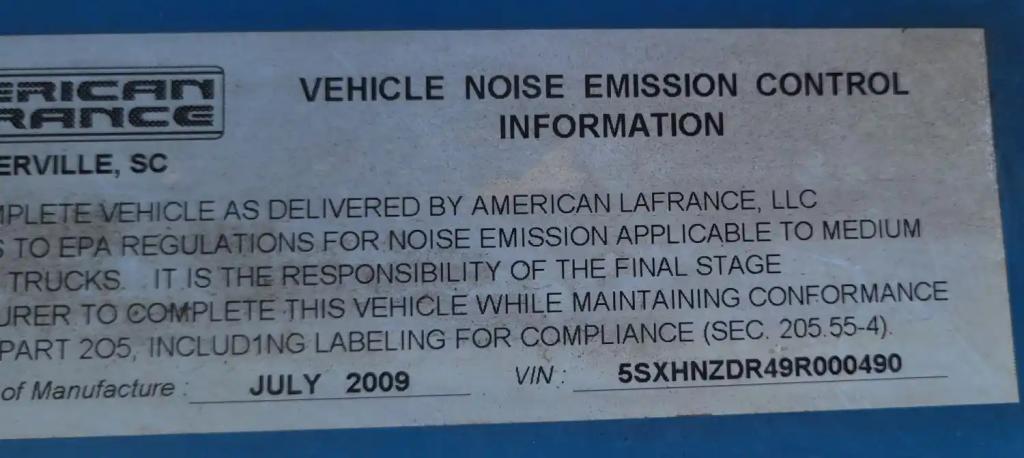 ERICAN
RANCE
VEHICLE NOISE EMISSION CONTROL
INFORMATION
ERVILLE, SC
MPLETE VEHICLE AS DELIVERED BY AMERICAN LAFRANCE, LLC
S TO EPA REGULATIONS FOR NOISE EMISSION APPLICABLE TO MEDIUM
TRUCKS. IT IS THE RESPONSIBILITY OF THE FINAL STAGE
URER TO COMPLETE THIS VEHICLE WHILE MAINTAINING CONFORMANCE
PART 2O5, INCLUD1NG LABELING FOR COMPLIANCE (SEC. 205.55-4).
of Manufacture : JULY 2009 VIN : 5SXHNZDR49R000490